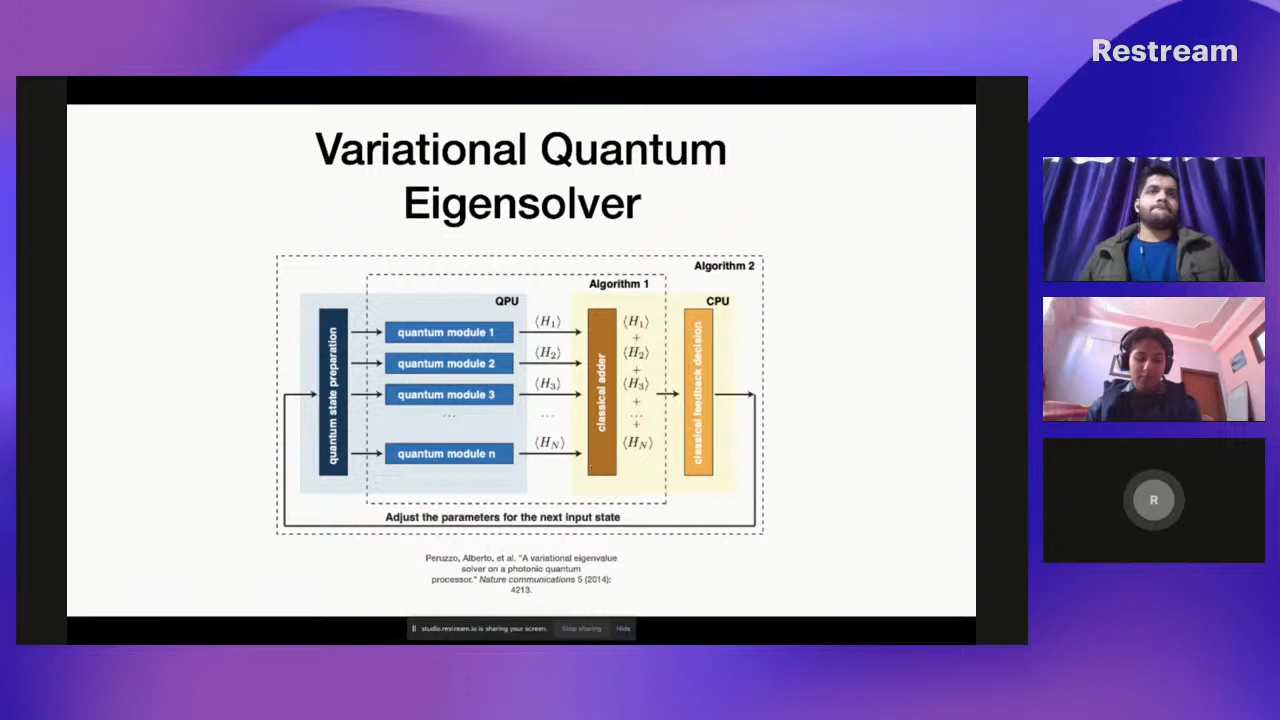 Restream
Variational Quantum
Eigensolver
Algorithm 2
Algorithm 1
QPU
CPU
quantum state preparation
quantum module 1
quantum module 2
quantum module 3
...
quantum module n
⟨H₁⟩
⟨H₂⟩
⟨H₃⟩
...
⟨H_N⟩
classical adder
⟨H₁⟩
+
⟨H₂⟩
+
⟨H₃⟩
+
...
+
⟨H_N⟩
classical feedback decision
Adjust the parameters for the next input state
Peruzzo, Alberto, et al. "A variational eigenvalue
solver on a photonic quantum
processor." Nature communications 5 (2014):
4213.
studio.restream.io is sharing your screen.
Stop sharing
Hide
R